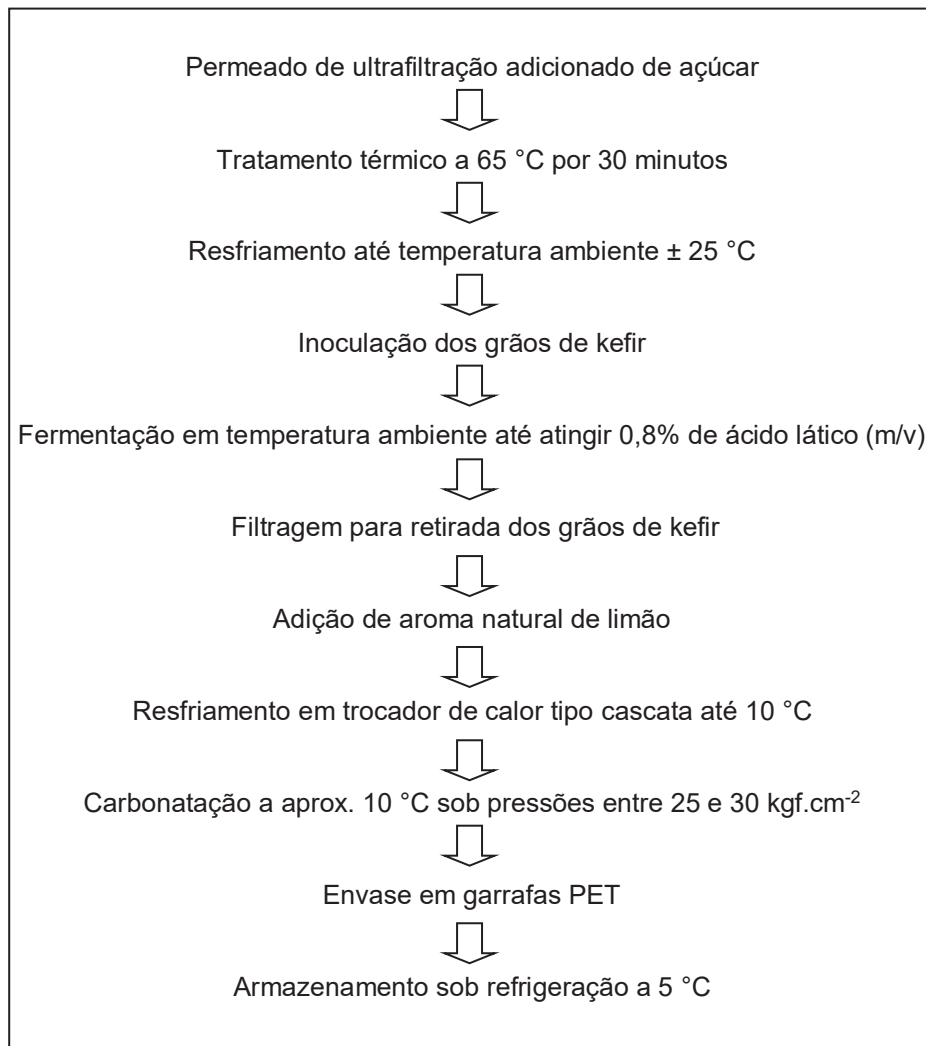 Permeado de ultrafiltração adicionado de açúcar
Tratamento térmico a 65 °C por 30 minutos
Resfriamento até temperatura ambiente ± 25 °C
Inoculação dos grãos de kefir
Fermentação em temperatura ambiente até atingir 0,8% de ácido lático (m/v)
Filtragem para retirada dos grãos de kefir
Adição de aroma natural de limão
Resfriamento em trocador de calor tipo cascata até 10 °C
Carbonatação a aprox. 10 °C sob pressões entre 25 e 30 kgf.cm⁻²
Envase em garrafas PET
Armazenamento sob refrigeração a 5 °C